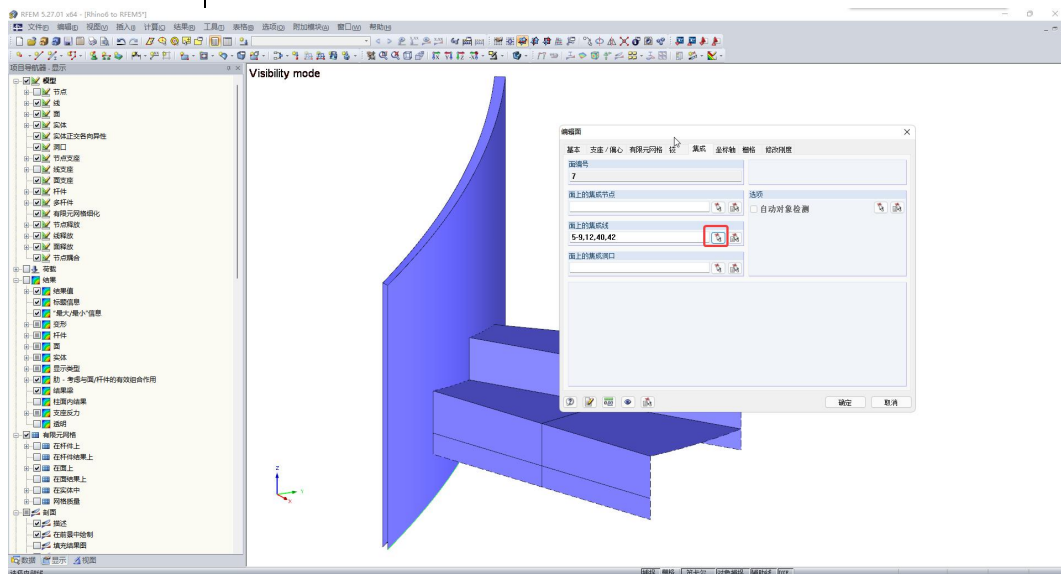 RFEM 5.27.01 x64 - [Rhino6 to RFEM5*]
文件(F) 编辑(E) 视图(V) 插入(I) 计算(C) 结果(R) 工具(T) 表格(B) 选项(O) 附加模块(A) 窗口(W) 帮助(H)
项目导航器 - 显示
模型
节点
线
面
实体
实体正交各向异性
洞口
节点支座
线支座
面支座
杆件
多杆件
有限元网格细化
节点释放
线释放
面释放
节点耦合
荷载
结果
结果值
标题信息
"最大/最小"信息
变形
杆件
面
实体
显示类型
肋 - 考虑与面/杆件的有效组合作用
结果梁
柱面内结果
支座反力
透明
有限元网格
在杆件上
在杆件结果上
在面上
在面结果上
在实体中
网格质量
剖面
描述
在前景中绘制
填充结果图
数据 显示 视图
Visibility mode
Z
Y
X
编辑面
基本 支座 / 偏心 有限元网格 铰 集成 坐标轴 栅格 修改刚度
面编号
7
面上的集成节点
选项
自动对象检测
面上的集成线
5-9,12,40,42
面上的集成洞口
确定 取消